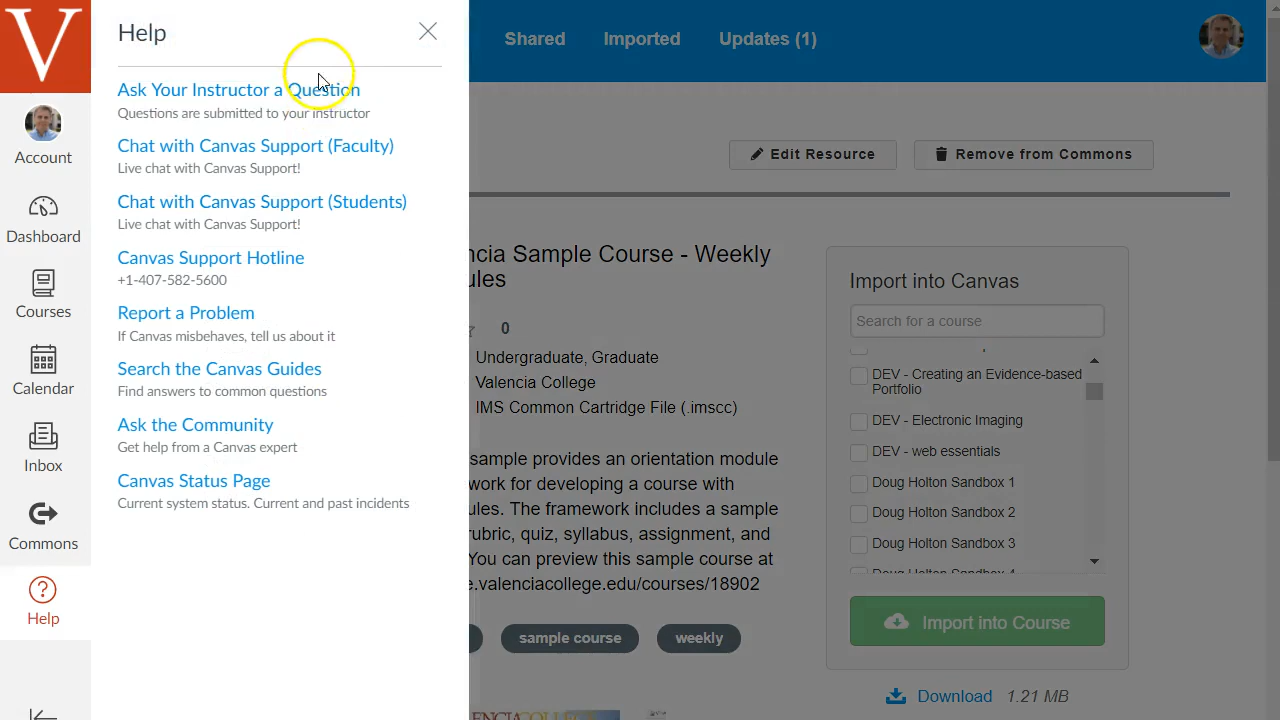 V
Account
Dashboard
Courses
Calendar
Inbox
Commons
Help
Help
Ask Your Instructor a Question
Questions are submitted to your instructor
Chat with Canvas Support (Faculty)
Live chat with Canvas Support!
Chat with Canvas Support (Students)
Live chat with Canvas Support!
Canvas Support Hotline
+1-407-582-5600
Report a Problem
If Canvas misbehaves, tell us about it
Search the Canvas Guides
Find answers to common questions
Ask the Community
Get help from a Canvas expert
Canvas Status Page
Current system status. Current and past incidents
Shared Imported Updates (1)
Edit Resource Remove from Commons
ncia Sample Course - Weekly
ules
0
Undergraduate, Graduate
Valencia College
IMS Common Cartridge File (.imscc)
sample provides an orientation module
work for developing a course with
ules. The framework includes a sample
rubric, quiz, syllabus, assignment, and
You can preview this sample course at
e.valenciacollege.edu/courses/18902
sample course weekly
Import into Canvas
Search for a course
DEV - Creating an Evidence-based
Portfolio
DEV - Electronic Imaging
DEV - web essentials
Doug Holton Sandbox 1
Doug Holton Sandbox 2
Doug Holton Sandbox 3
Doug Holton Sandbox 4
Import into Course
Download 1.21 MB